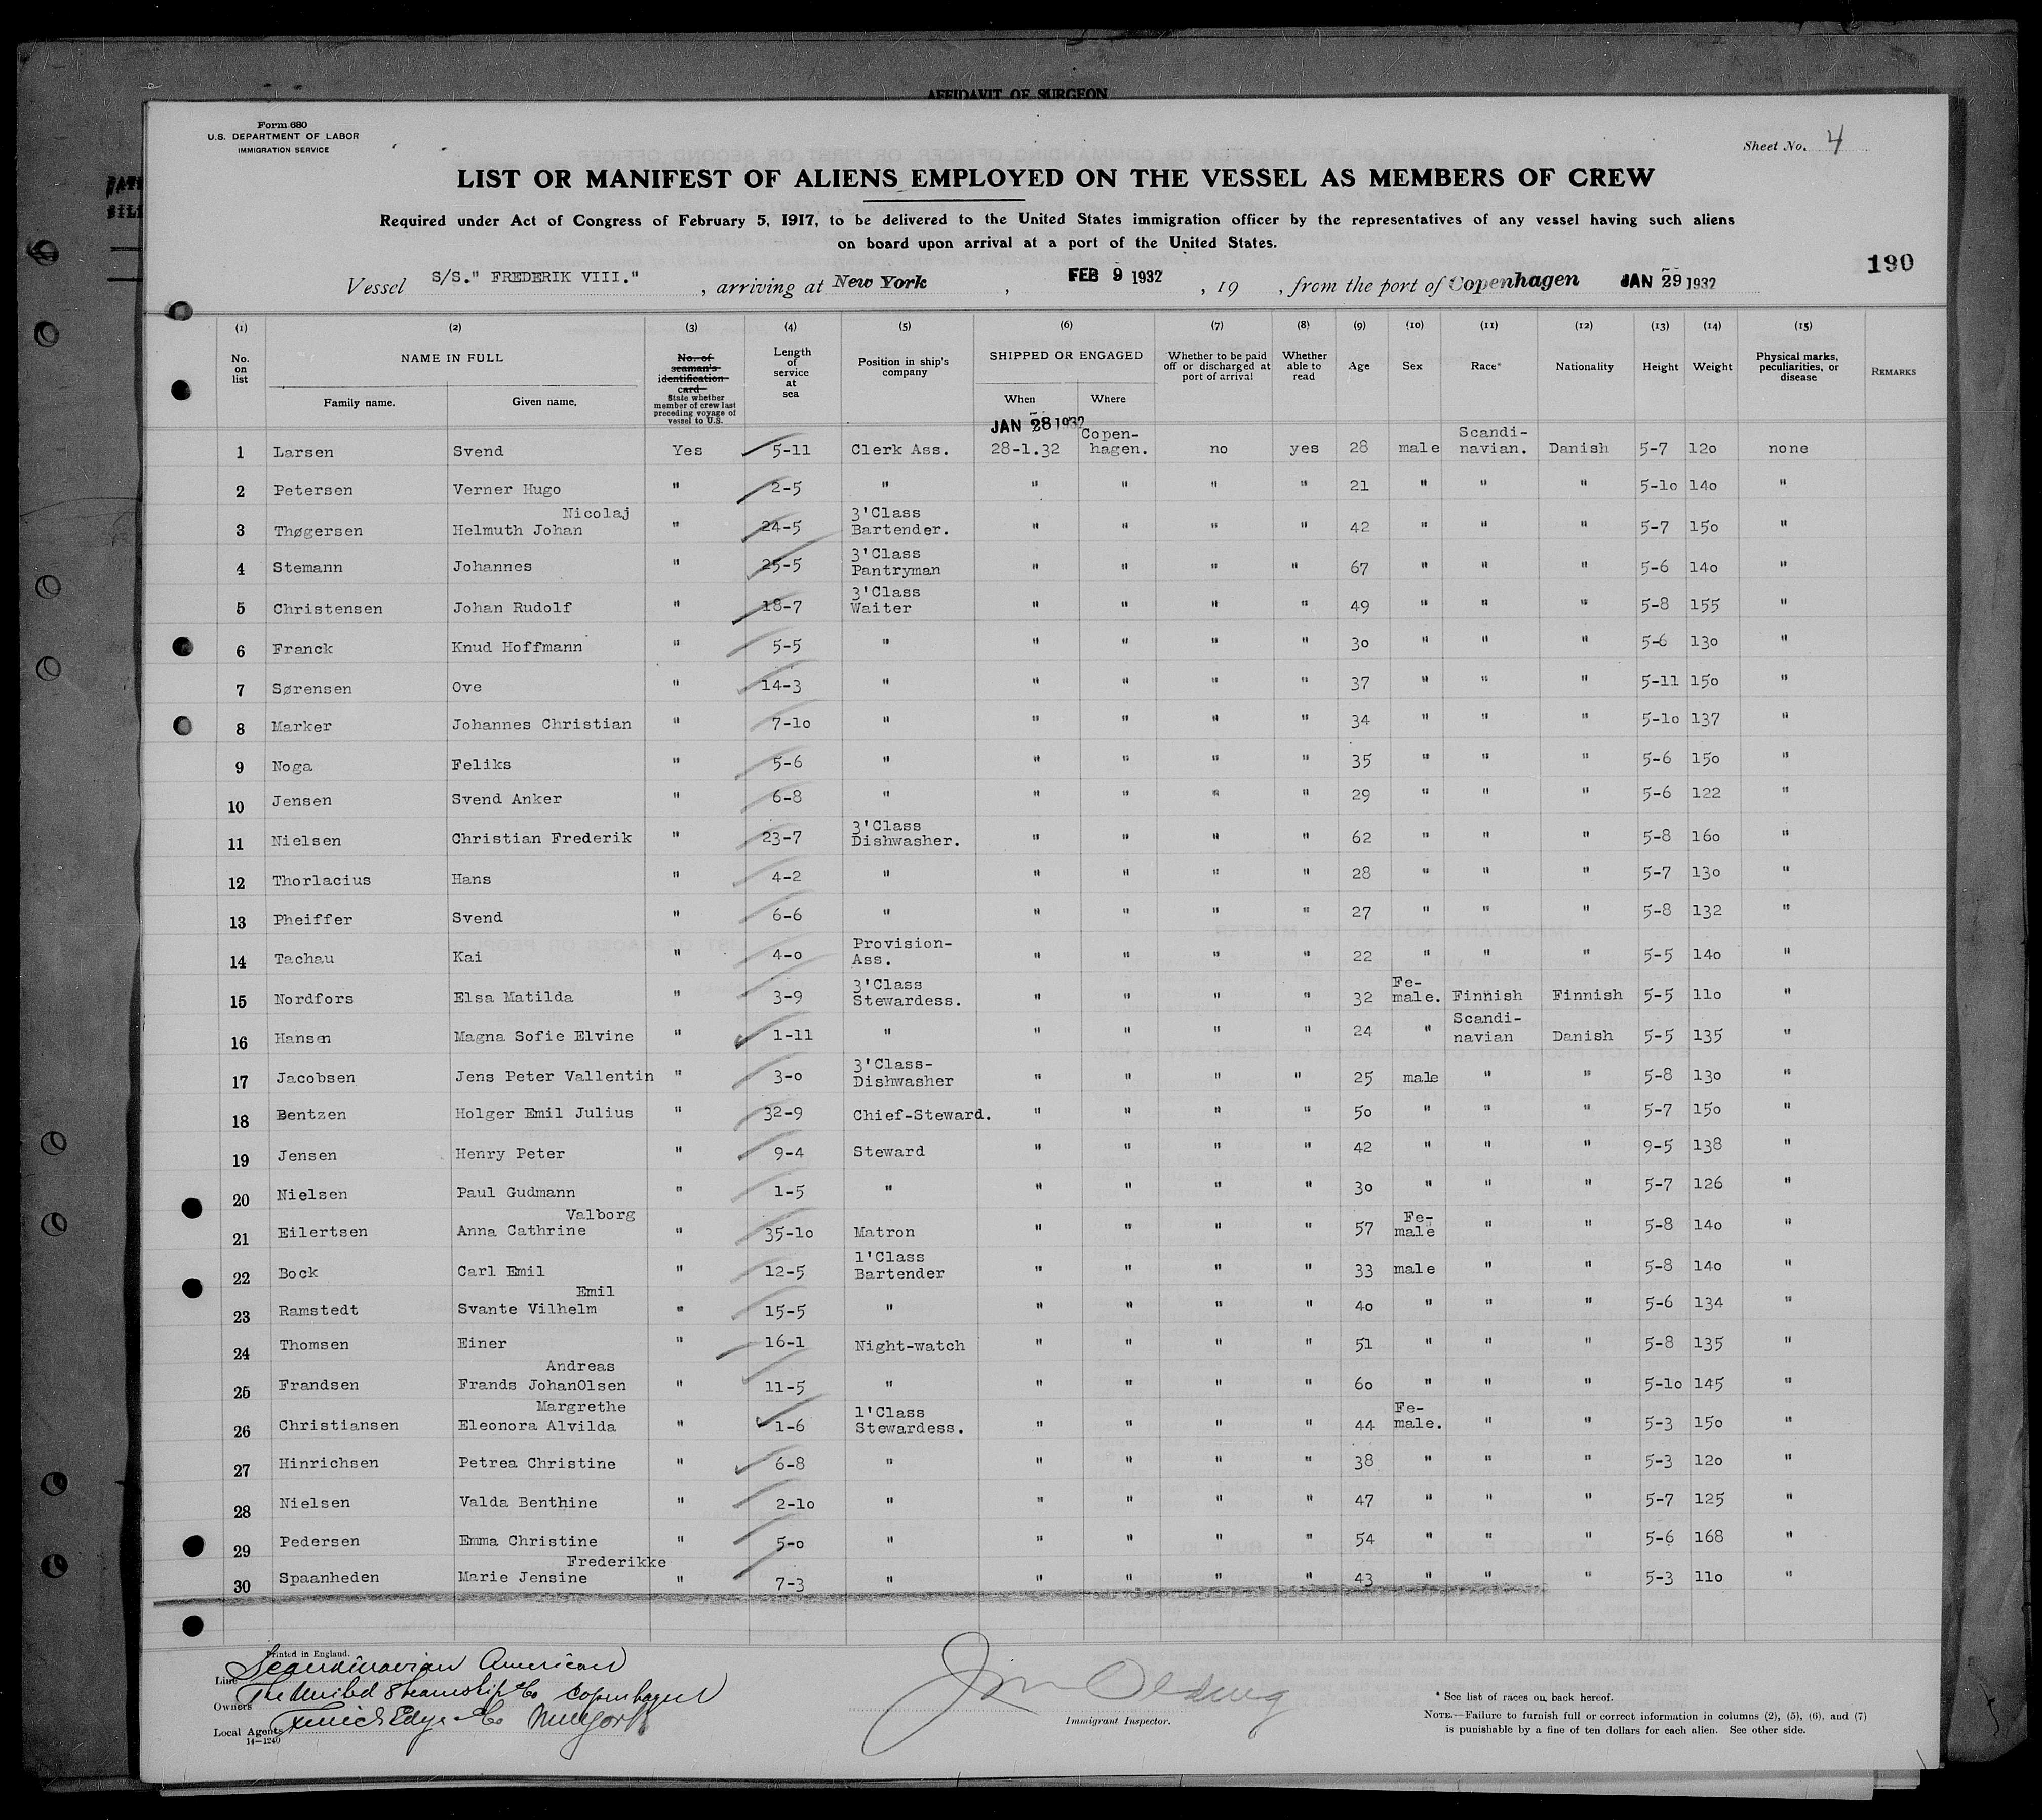 AFFIDAVIT OF SURGEON
Form 680
U.S. DEPARTMENT OF LABOR
IMMIGRATION SERVICE
Sheet No. 4
LIST OR MANIFEST OF ALIENS EMPLOYED ON THE VESSEL AS MEMBERS OF CREW
Required under Act of Congress of February 5, 1917, to be delivered to the United States immigration officer by the representatives of any vessel having such aliens
on board upon arrival at a port of the United States.
190
Vessel S/S." FREDERIK VIII." , arriving at New York , FEB 9 1932 , 19 , from the port of Copenhagen JAN 29 1932
(1) (2) (3) (4) (5) (6) (7) (8) (9) (10) (11) (12) (13) (14) (15)
No. on list NAME IN FULL Family name. Given name. No. of seaman's identification card State whether member of crew last preceding voyage of vessel to U.S. Length of service at sea Position in ship's company SHIPPED OR ENGAGED When Where Whether to be paid off or discharged at port of arrival Whether able to read Age Sex Race* Nationality Height Weight Physical marks, peculiarities, or disease REMARKS
JAN 28 1932
1 Larsen Svend Yes 5-11 Clerk Ass. 28-1.32 Copen-hagen. no yes 28 male Scandi-navian. Danish 5-7 120 none
2 Petersen Verner Hugo " 2-5 " " " " " 21 " " " 5-10 140 "
3 Thøgersen Helmuth Johan Nicolaj " 24-5 3'Class Bartender. " " " " 42 " " " 5-7 150 "
4 Stemann Johannes " 25-5 3'Class Pantryman " " " " 67 " " " 5-6 140 "
5 Christensen Johan Rudolf " 18-7 3'Class Waiter " " " " 49 " " " 5-8 155 "
6 Franck Knud Hoffmann " 5-5 " " " " " 30 " " " 5-6 130 "
7 Sørensen Ove " 14-3 " " " " " 37 " " " 5-11 150 "
8 Marker Johannes Christian " 7-10 " " " " " 34 " " " 5-10 137 "
9 Noga Feliks " 5-6 " " " " " 35 " " " 5-6 150 "
10 Jensen Svend Anker " 6-8 " " " " " 29 " " " 5-6 122 "
11 Nielsen Christian Frederik " 23-7 3'Class Dishwasher. " " " " 62 " " " 5-8 160 "
12 Thorlacius Hans " 4-2 " " " " " 28 " " " 5-7 130 "
13 Pheiffer Svend " 6-6 " " " " " 27 " " " 5-8 132 "
14 Tachau Kai " 4-0 Provision-Ass. " " " " 22 " " " 5-5 140 "
15 Nordfors Elsa Matilda " 3-9 3'Class Stewardess. " " " " 32 Fe-male. Finnish Finnish 5-5 110 "
16 Hansen Magna Sofie Elvine " 1-11 " " " " " 24 " Scandi-navian Danish 5-5 135 "
17 Jacobsen Jens Peter Vallentin " 3-0 3'Class-Dishwasher " " " " 25 male " " 5-8 130 "
18 Bentzen Holger Emil Julius " 32-9 Chief-Steward. " " " " 50 " " " 5-7 150 "
19 Jensen Henry Peter " 9-4 Steward " " " " 42 " " " 9-5 138 "
20 Nielsen Paul Gudmann " 1-5 " " " " " 30 " " " 5-7 126 "
21 Eilertsen Anna Cathrine Valborg " 35-10 Matron " " " " 57 Fe-male " " 5-8 140 "
22 Bock Carl Emil " 12-5 1'Class Bartender " " " " 33 male " " 5-8 140 "
23 Ramstedt Svante Vilhelm Emil " 15-5 " " " " " 40 " " " 5-6 134 "
24 Thomsen Einer " 16-1 Night-watch " " " " 51 " " " 5-8 135 "
25 Frandsen Frands JohanOlsen Andreas " 11-5 " " " " " 60 " " " 5-10 145 "
26 Christiansen Eleonora Alvilda Margrethe " 1-6 1'Class Stewardess. " " " " 44 Fe-male. " " 5-3 150 "
27 Hinrichsen Petrea Christine " 6-8 " " " " " 38 " " " 5-3 120 "
28 Nielsen Valda Benthine " 2-10 " " " " " 47 " " " 5-7 125 "
29 Pedersen Emma Christine " 5-0 " " " " " 54 " " " 5-6 168 "
30 Spaanheden Marie Jensine Frederikke " 7-3 " " " " " 43 " " " 5-3 110 "
Printed in England.
Line Scandinavian American
Owners The United Steamship Co Copenhagen
Local Agents Edye & Co New York
14-1240
Immigrant Inspector.
* See list of races on back hereof.
NOTE.—Failure to furnish full or correct information in columns (2), (5), (6), and (7)
is punishable by a fine of ten dollars for each alien. See other side.